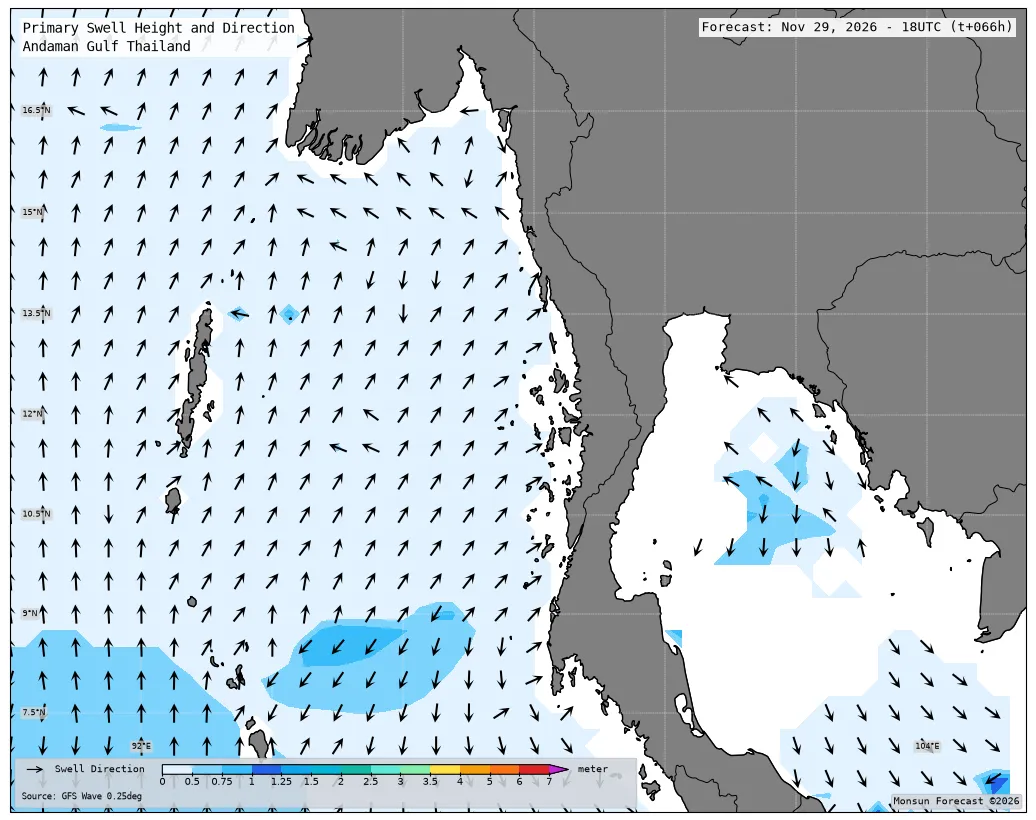 Primary Swell Height and Direction
Andaman Gulf Thailand
Forecast: Nov 29, 2026 - 18UTC (t+066h)
16.5°N
15°N
13.5°N
12°N
10.5°N
9°N
7.5°N
92°E
104°E
Swell Direction
meter
0 0.5 0.75 1 1.25 1.5 2 2.5 3 3.5 4 5 6 7
Source: GFS Wave 0.25deg
Monsun Forecast ©2026